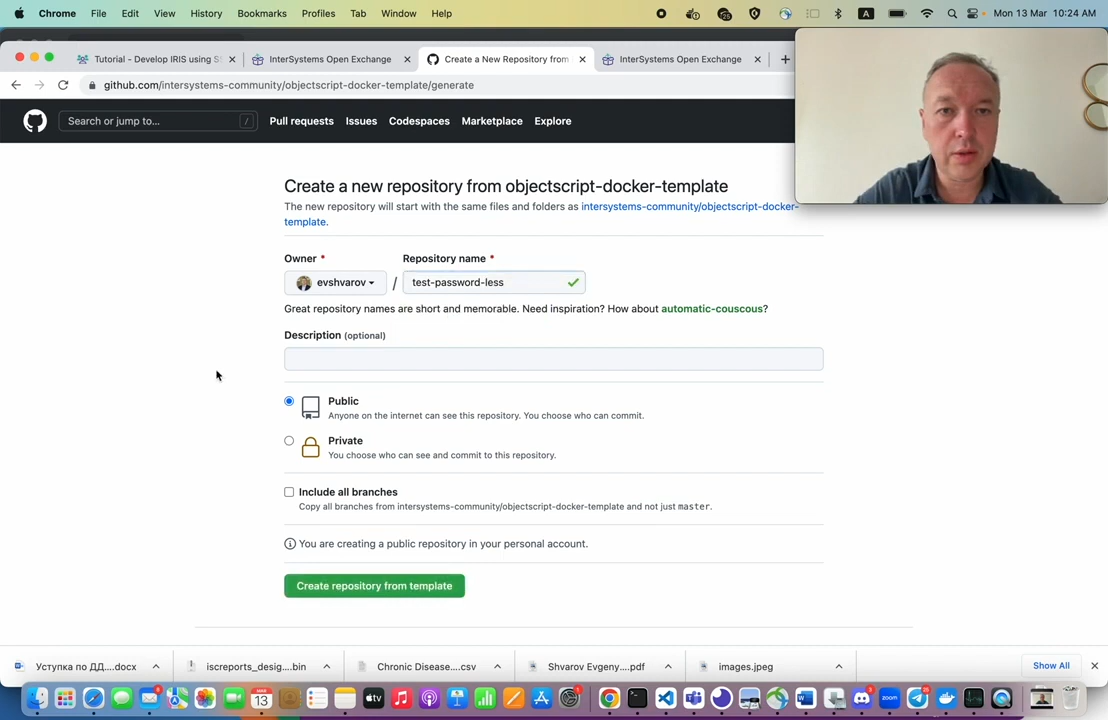 Chrome File Edit View History Bookmarks Profiles Tab Window Help A Mon 13 Mar 10:24 AM
Tutorial - Develop IRIS using S InterSystems Open Exchange Create a New Repository from InterSystems Open Exchange
github.com/intersystems-community/objectscript-docker-template/generate
Search or jump to... / Pull requests Issues Codespaces Marketplace Explore
Create a new repository from objectscript-docker-template
The new repository will start with the same files and folders as intersystems-community/objectscript-docker-
template.
Owner * Repository name *
evshvarov / test-password-less
Great repository names are short and memorable. Need inspiration? How about automatic-couscous?
Description (optional)
Public
Anyone on the internet can see this repository. You choose who can commit.
Private
You choose who can see and commit to this repository.
Include all branches
Copy all branches from intersystems-community/objectscript-docker-template and not just master.
You are creating a public repository in your personal account.
Create repository from template
Уступка по ДД....docx iscreports_desig....bin Chronic Disease....csv Shvarov Evgeny....pdf images.jpeg Show All
13 zoom